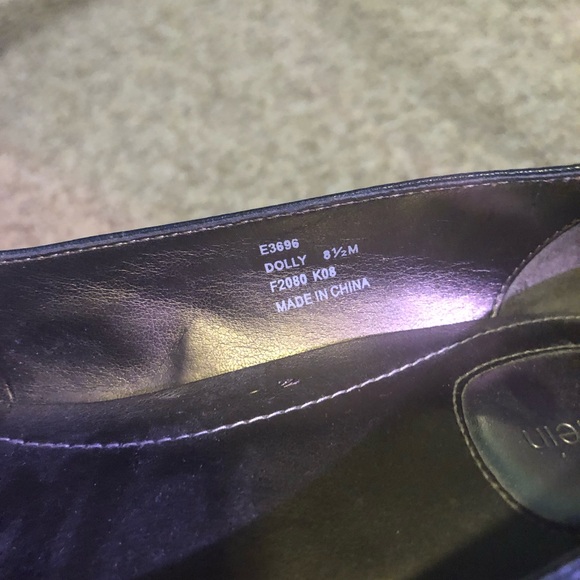 E3696
DOLLY 8½M
F2080 K08
MADE IN CHINA